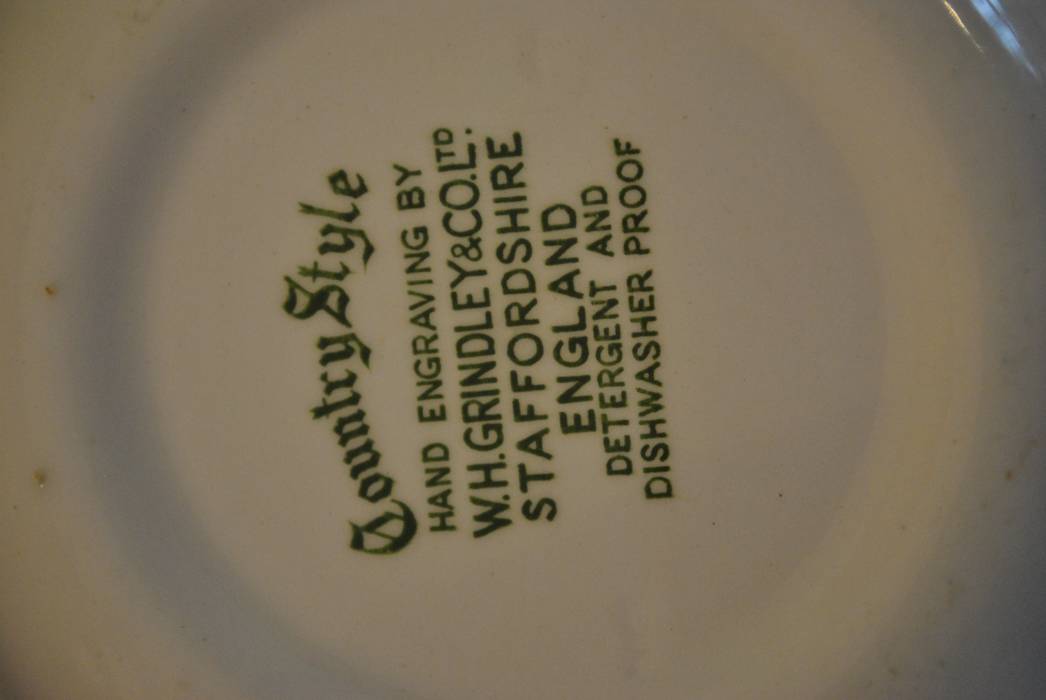 Country Style
HAND ENGRAVING BY
W.H.GRINDLEY&CO.LTD.
STAFFORDSHIRE
ENGLAND
DETERGENT AND
DISHWASHER PROOF